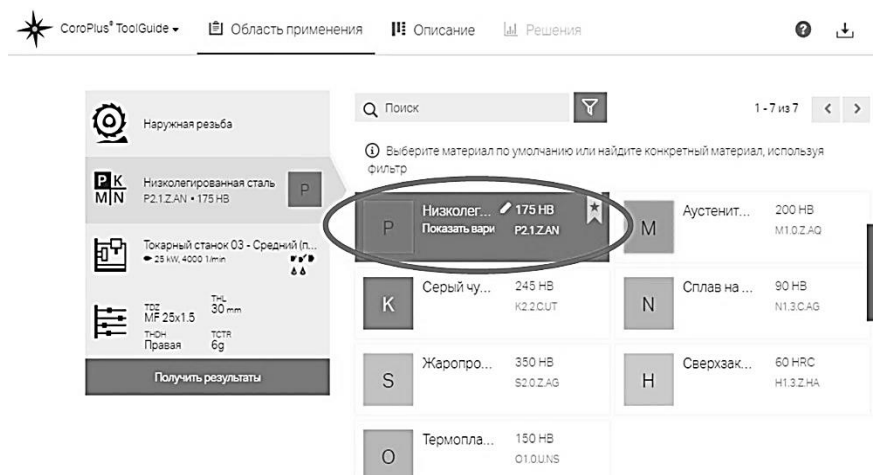 CoroPlus® ToolGuide
Область применения
Описание
Решения
Наружная резьба
P K
M N
Низколегированная сталь
P2.1.Z.AN • 175 HB
P
Токарный станок 03 - Средний (п...
25 kW, 4000 1/min
TDZ
MF 25x1.5
THL
30 mm
THOH
Правая
TCTR
6g
Получить результаты
Поиск
1 - 7 из 7
Выберите материал по умолчанию или найдите конкретный материал, используя
фильтр
P
Низколег... 175 HB
Показать вари P2.1.Z.AN
M
Аустенит... 200 HB
M1.0.Z.AQ
K
Серый чу... 245 HB
K2.2.C.UT
N
Сплав на ... 90 HB
N1.3.C.AG
S
Жаропро... 350 HB
S2.0.Z.AG
H
Сверхзак... 60 HRC
H1.3.Z.HA
O
Термопла... 150 HB
O1.0.U.NS